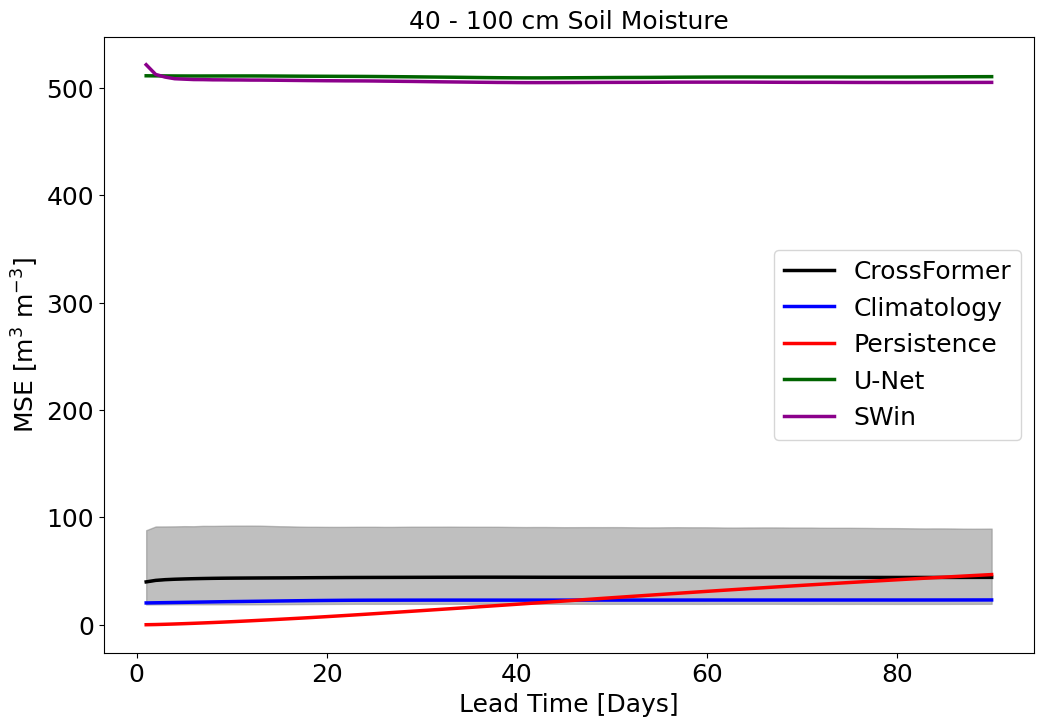 40 - 100 cm Soil Moisture
MSE [m³ m⁻³]
500
400
300
200
100
0
CrossFormer
Climatology
Persistence
U-Net
SWin
0 20 40 60 80
Lead Time [Days]